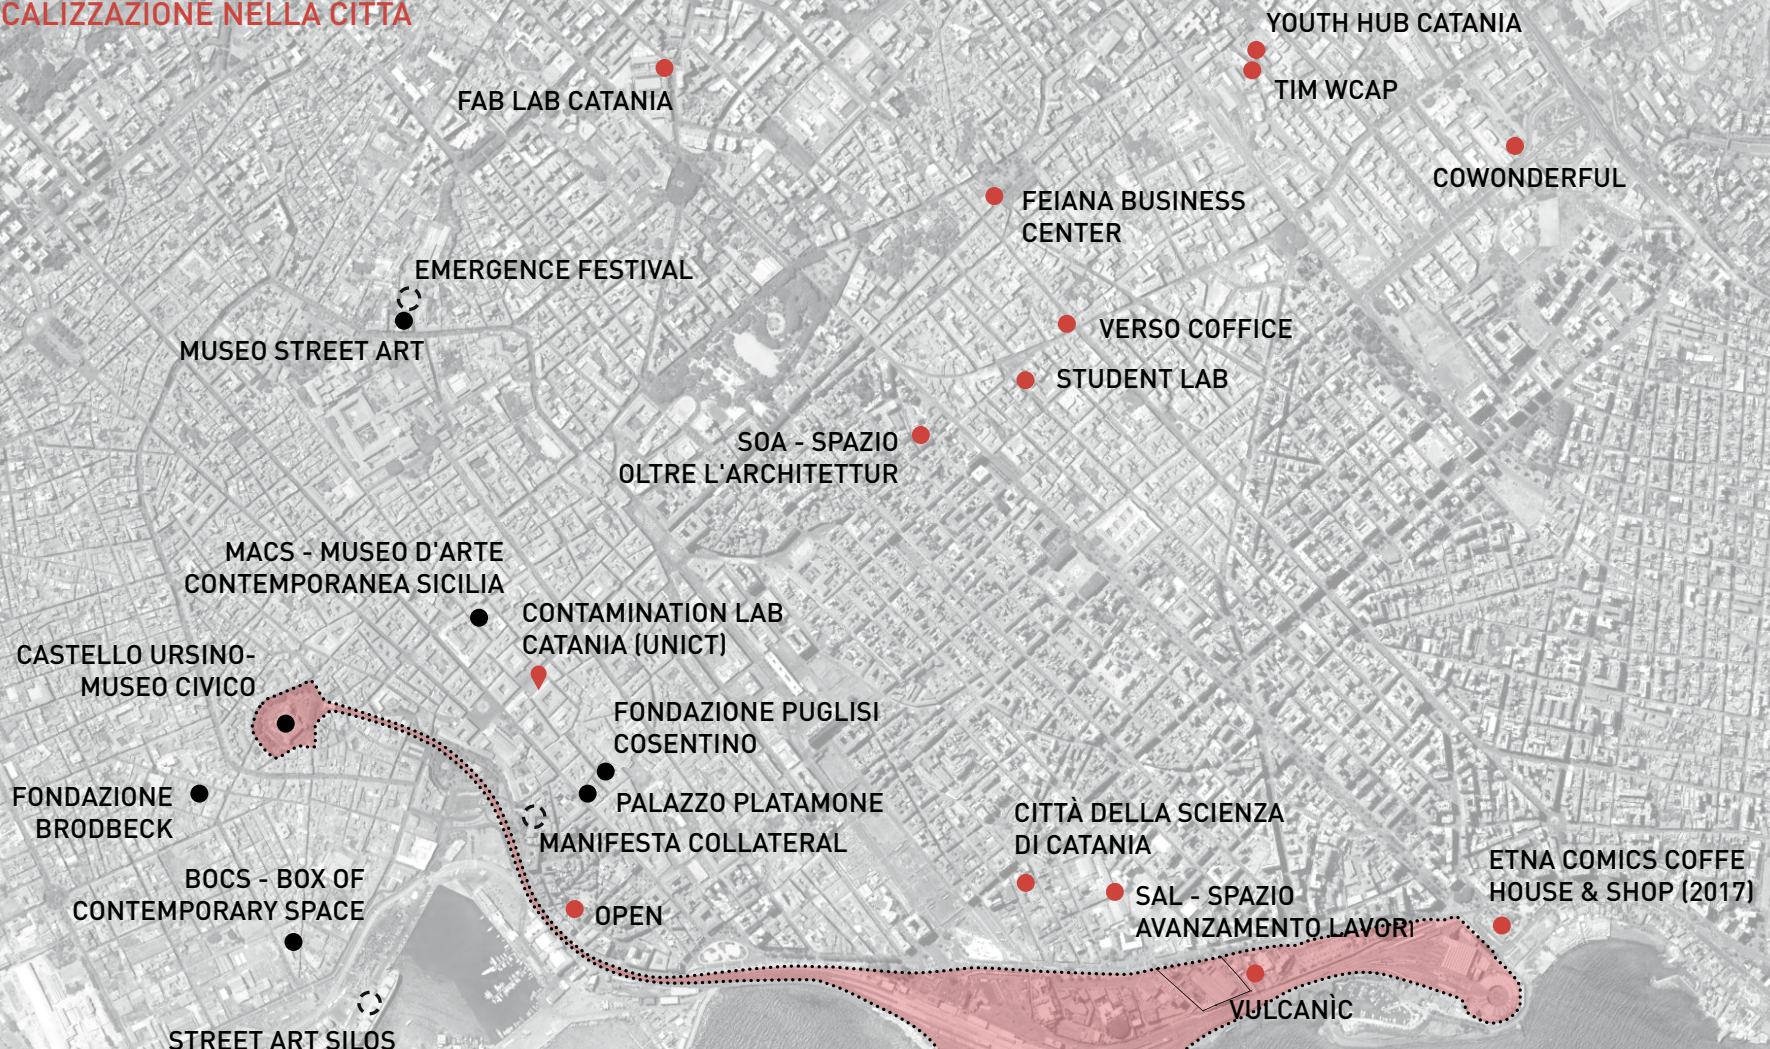 CALIZZAZIONE NELLA CITTÀ
YOUTH HUB CATANIA
TIM WCAP
FAB LAB CATANIA
COWONDERFUL
FEIANA BUSINESS
CENTER
EMERGENCE FESTIVAL
MUSEO STREET ART
VERSO COFFICE
STUDENT LAB
SOA - SPAZIO
OLTRE L'ARCHITETTUR
MACS - MUSEO D'ARTE
CONTEMPORANEA SICILIA
CONTAMINATION LAB
CATANIA (UNICT)
CASTELLO URSINO-
MUSEO CIVICO
FONDAZIONE PUGLISI
COSENTINO
PALAZZO PLATAMONE
MANIFESTA COLLATERAL
FONDAZIONE
BRODBECK
CITTÀ DELLA SCIENZA
DI CATANIA
ETNA COMICS COFFE
HOUSE & SHOP (2017)
BOCS - BOX OF
CONTEMPORARY SPACE
OPEN
SAL - SPAZIO
AVANZAMENTO LAVORI
VULCANÌC
STREET ART SILOS